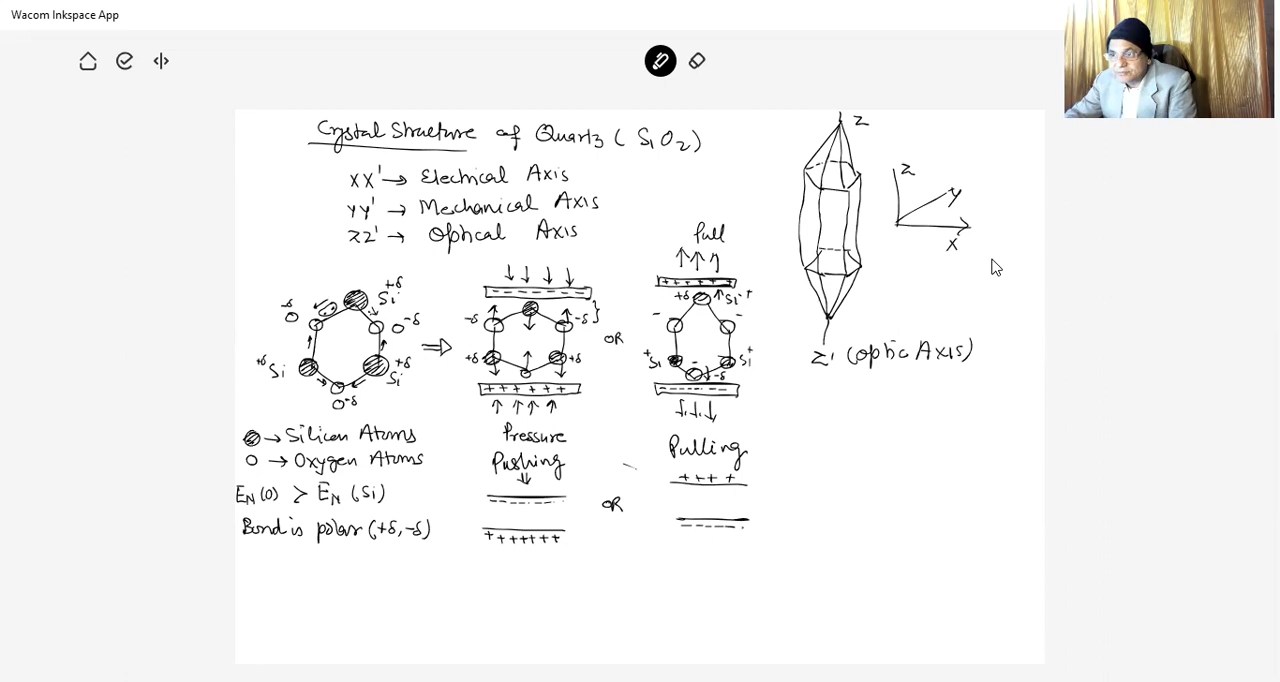 Wacom Inkspace App
Crystal Structure of Quartz (SiO2)
XX' → Electrical Axis
YY' → Mechanical Axis
ZZ' → Optical Axis
Z
Z
Y
X
Z' (optic Axis)
+δ
Si
-δ
O
O-δ
+δ
Si
+δ
Si
O-δ
⇒
↓ ↓ ↓ ↓
- - - - - - -
-δ
-δ
+δ
+δ
+ + + + + + +
↑ ↑ ↑ ↑
OR
Pull
↑ ↑ ↑
+ + + + + +
+δ
Si+
-
-
+
Si
-
-δ
+
Si
- - - - - -
↓ ↓ ↓
→ Silicon Atoms
O → Oxygen Atoms
EN(O) > EN(Si)
Bond is polar (+δ, -δ)
Pressure
Pushing
↓
- - - - - - -
+ + + + + + +
OR
Pulling
+ + + +
- - - - -